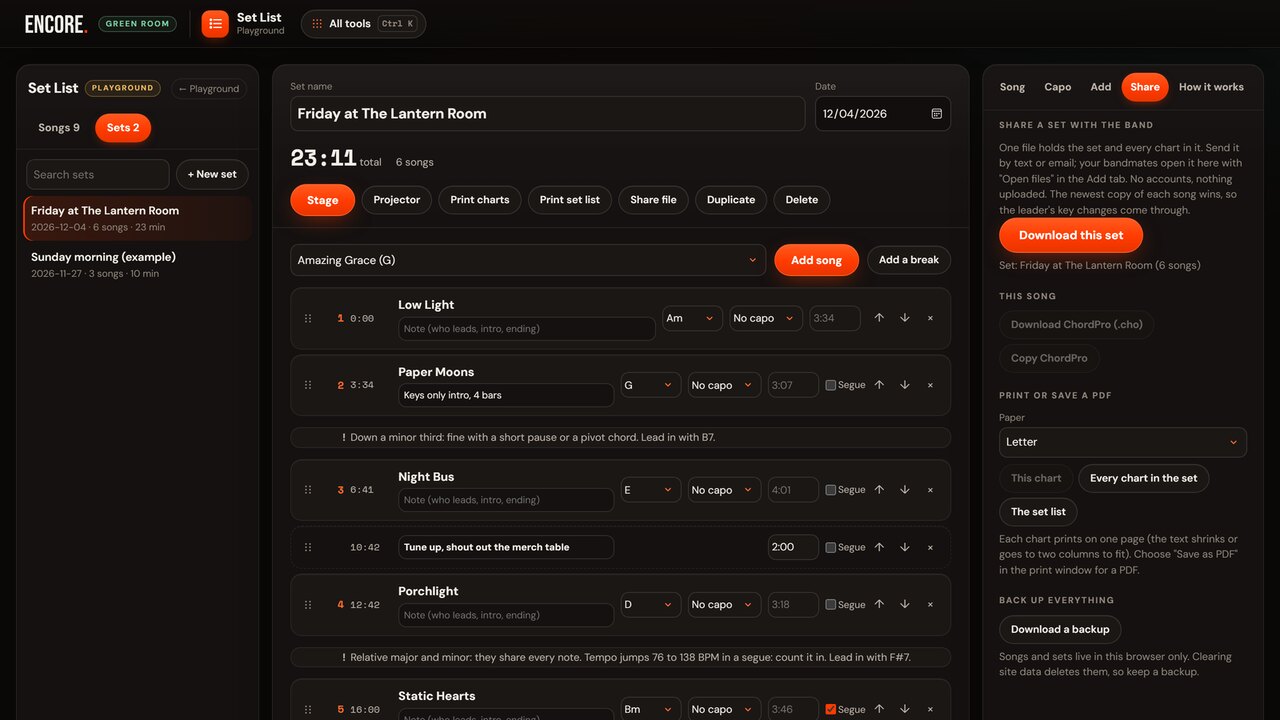 ENCORE.
GREEN ROOM
Set List
Playground
All tools
Ctrl K
Set List
PLAYGROUND
← Playground
Songs 9
Sets 2
Search sets
+ New set
Friday at The Lantern Room
2026-12-04 · 6 songs · 23 min
Sunday morning (example)
2026-11-27 · 3 songs · 10 min
Set name
Date
Friday at The Lantern Room
12/04/2026
23:11 total 6 songs
Stage
Projector
Print charts
Print set list
Share file
Duplicate
Delete
Amazing Grace (G)
Add song
Add a break
Low Light
1 0:00
Note (who leads, intro, ending)
Am
No capo
3:34
↑ ↓ ×
Paper Moons
2 3:34
Keys only intro, 4 bars
G
No capo
3:07
Segue ↑ ↓ ×
! Down a minor third: fine with a short pause or a pivot chord. Lead in with B7.
Night Bus
3 6:41
Note (who leads, intro, ending)
E
No capo
4:01
Segue ↑ ↓ ×
10:42
Tune up, shout out the merch table
2:00
Segue ↑ ↓ ×
Porchlight
4 12:42
Note (who leads, intro, ending)
D
No capo
3:18
Segue ↑ ↓ ×
! Relative major and minor: they share every note. Tempo jumps 76 to 138 BPM in a segue: count it in. Lead in with F#7.
Static Hearts
5 16:00
Note (who leads, intro, ending)
Bm
No capo
3:46
Segue ↑ ↓ ×
Song
Capo
Add
Share
How it works
SHARE A SET WITH THE BAND
One file holds the set and every chart in it. Send it
by text or email; your bandmates open it here with
"Open files" in the Add tab. No accounts, nothing
uploaded. The newest copy of each song wins, so
the leader's key changes come through.
Download this set
Set: Friday at The Lantern Room (6 songs)
THIS SONG
Download ChordPro (.cho)
Copy ChordPro
PRINT OR SAVE A PDF
Paper
Letter
This chart
Every chart in the set
The set list
Each chart prints on one page (the text shrinks or
goes to two columns to fit). Choose "Save as PDF"
in the print window for a PDF.
BACK UP EVERYTHING
Download a backup
Songs and sets live in this browser only. Clearing
site data deletes them, so keep a backup.